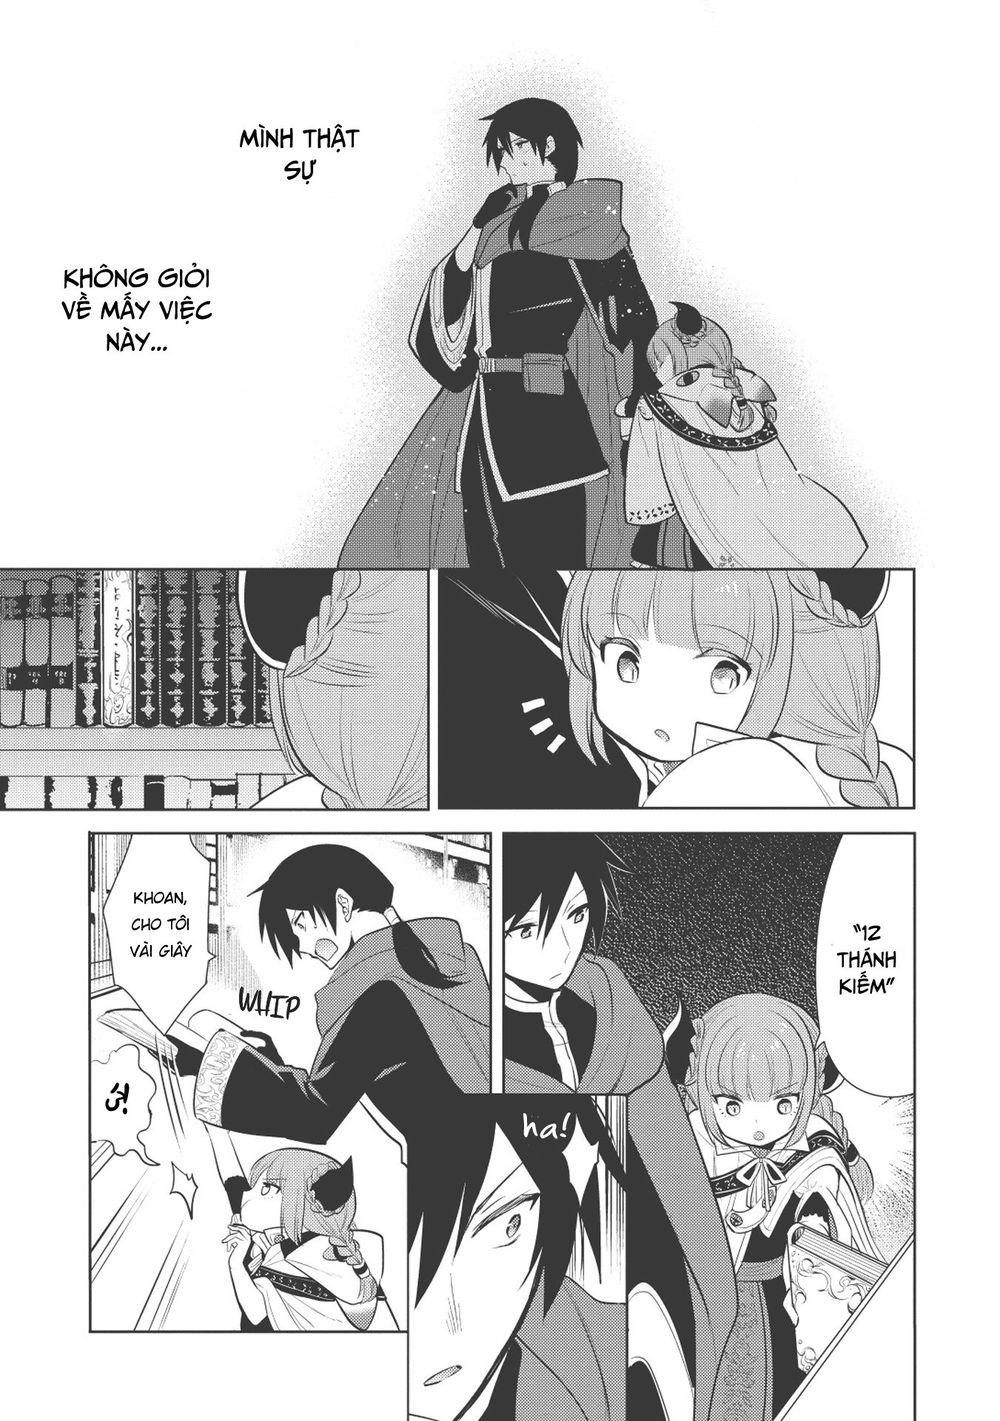 MÌNH THẬT
SỰ
KHÔNG GIỎI
VỀ MẤY VIỆC
NÀY...
"12
THÁNH
KIẾM"
ha!
KHOAN,
CHO TÔI
VÀI GIÂY
WHIP